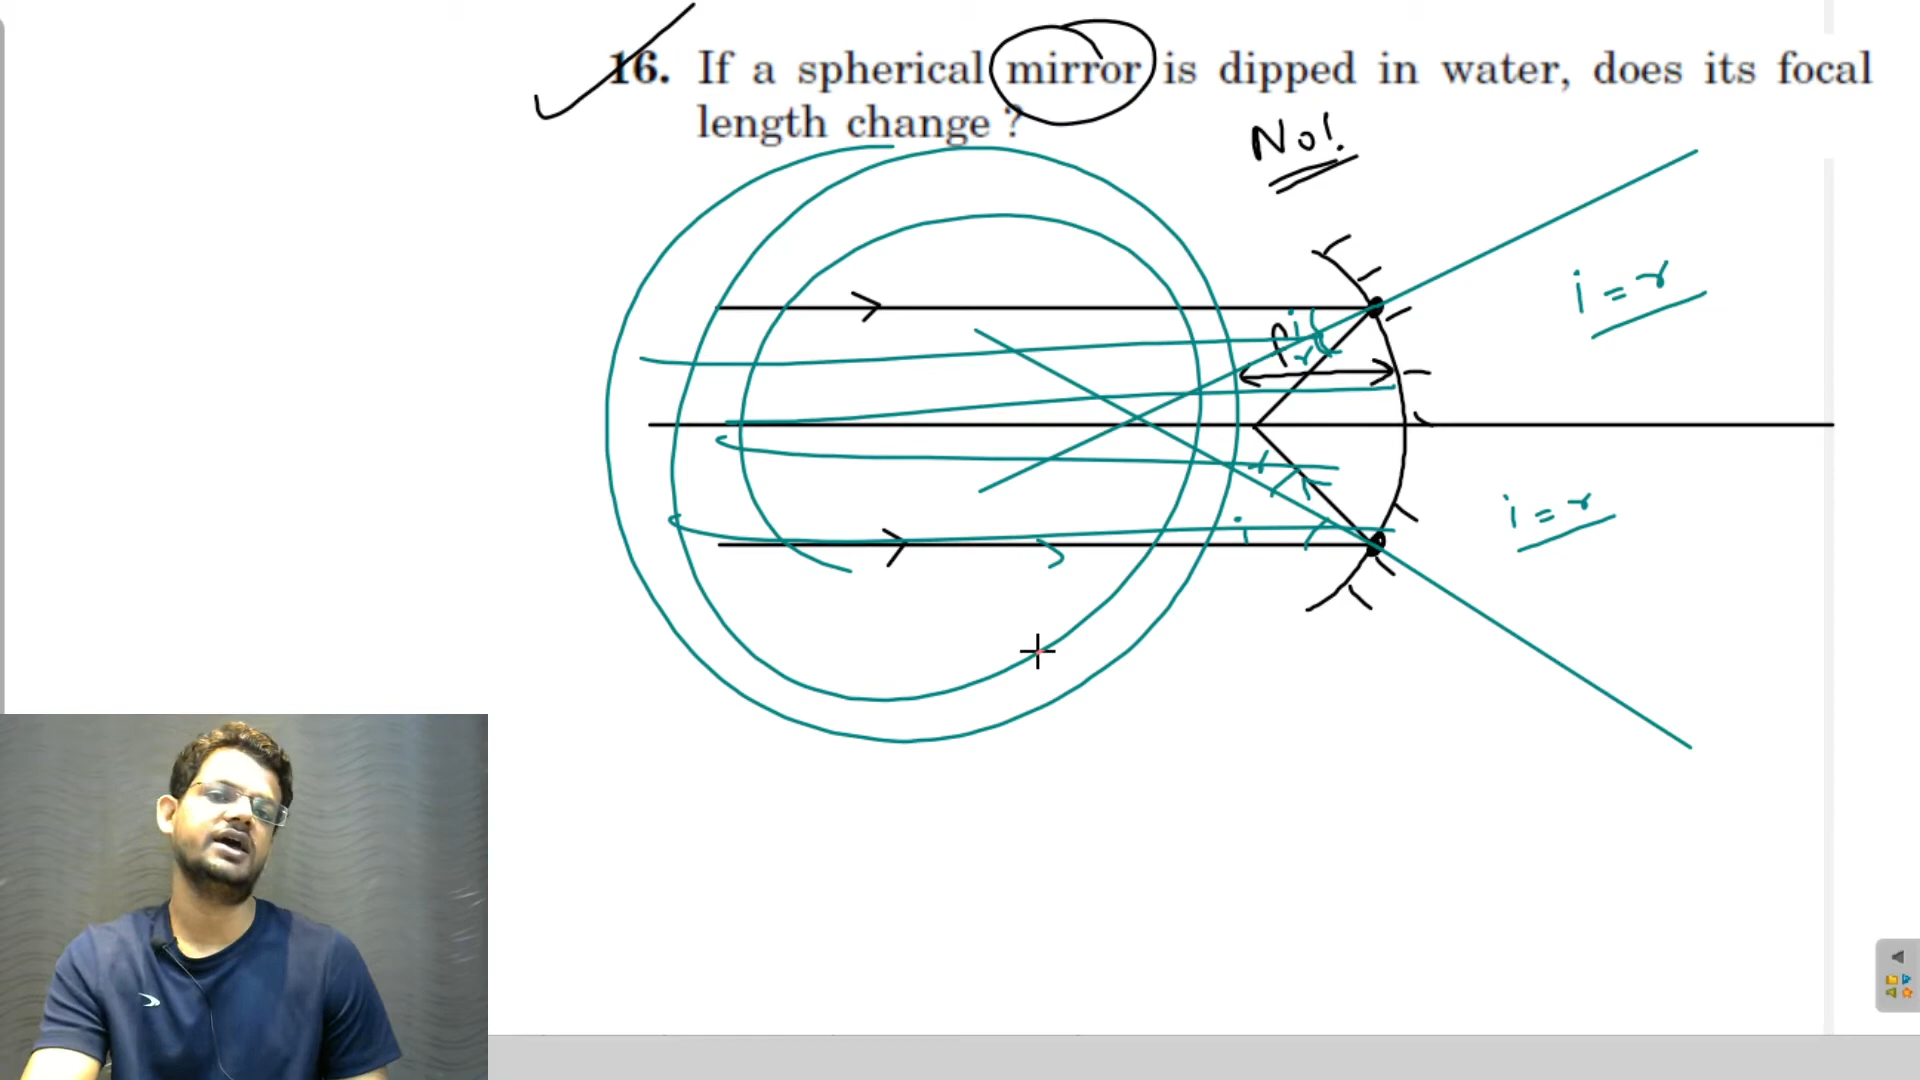 16. If a spherical mirror is dipped in water, does its focal
length change ?
No!
i = r
i
r
r
i = r
i